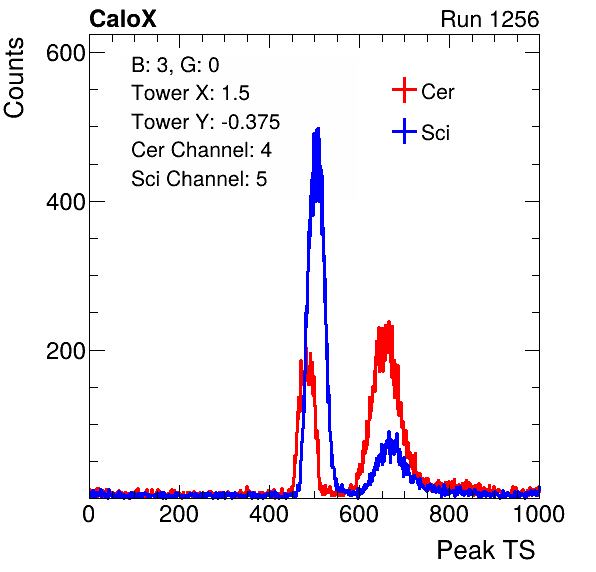 CaloX Run 1256
Counts
600
400
200
B: 3, G: 0
Tower X: 1.5
Tower Y: -0.375
Cer Channel: 4
Sci Channel: 5
Cer
Sci
0 200 400 600 800 1000
Peak TS